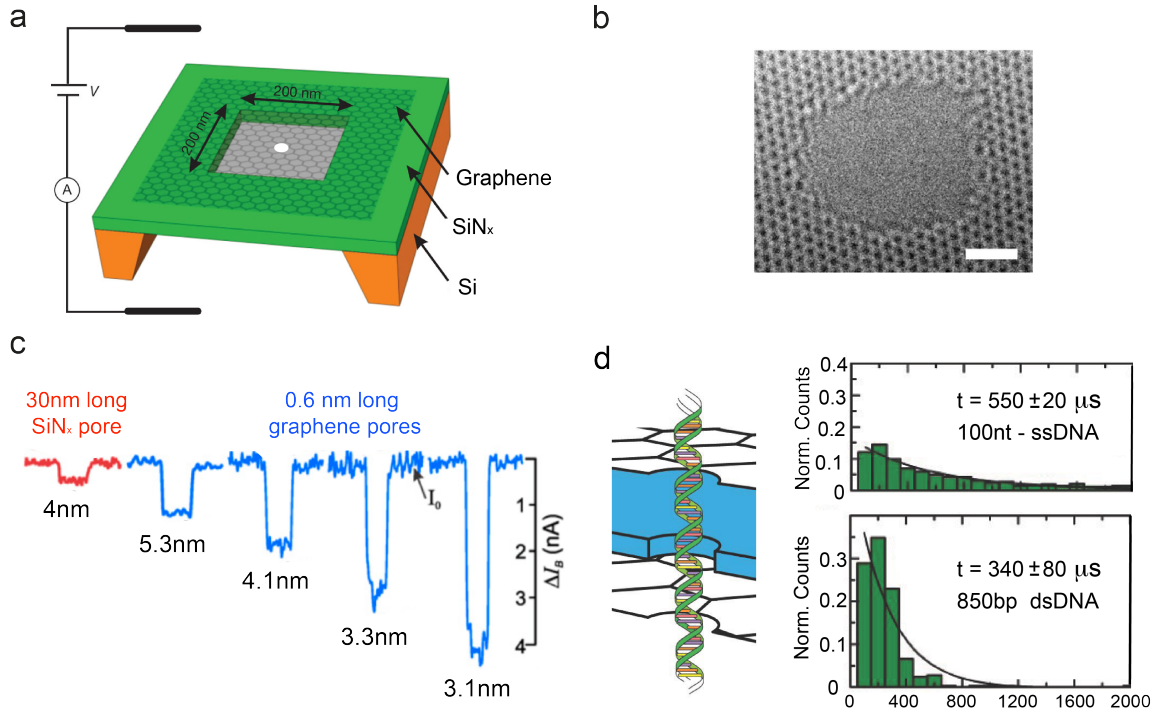 a
V
A
200 nm
200 nm
Graphene
SiNₓ
Si
b
c
30nm long
SiNₓ pore
0.6 nm long
graphene pores
4nm
5.3nm
4.1nm
3.3nm
3.1nm
I₀
1
2
3
4
ΔI_B (nA)
d
Norm. Counts
0.4
0.3
0.2
0.1
0
t = 550 ±20 µs
100nt - ssDNA
Norm. Counts
0.3
0.2
0.1
0
t = 340 ±80 µs
850bp dsDNA
0 400 800 1200 1600 2000